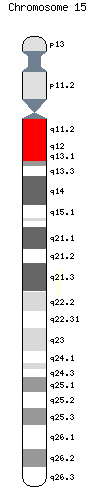 Chromosome 15
p13
p11.2
q11.2
q12
q13.1
q13.3
q14
q15.1
q21.1
q21.2
q21.3
q22.2
q22.31
q23
q24.1
q24.3
q25.1
q25.2
q25.3
q26.1
q26.2
q26.3